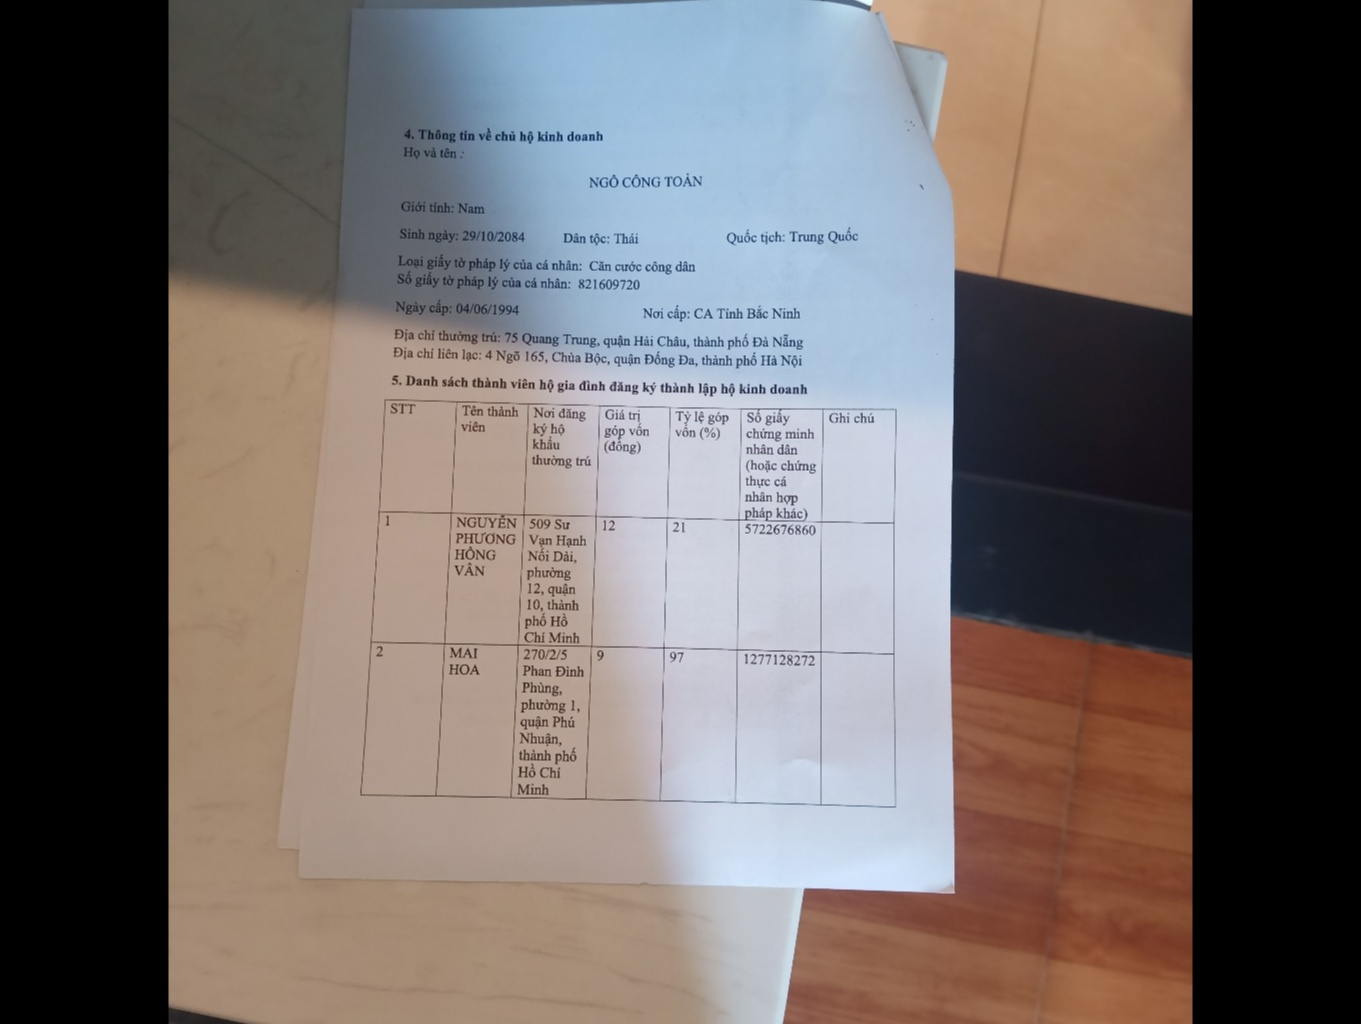 4. Thông tin về chủ hộ kinh doanh
Họ và tên :
NGÔ CÔNG TOẢN
Giới tính: Nam
Sinh ngày: 29/10/2084 Dân tộc: Thái Quốc tịch: Trung Quốc
Loại giấy tờ pháp lý của cá nhân: Căn cước công dân
Số giấy tờ pháp lý của cá nhân: 821609720
Ngày cấp: 04/06/1994 Nơi cấp: CA Tỉnh Bắc Ninh
Địa chỉ thường trú: 75 Quang Trung, quận Hải Châu, thành phố Đà Nẵng
Địa chỉ liên lạc: 4 Ngõ 165, Chùa Bộc, quận Đống Đa, thành phố Hà Nội
5. Danh sách thành viên hộ gia đình đăng ký thành lập hộ kinh doanh
STT
Tên thành
viên
Nơi đăng
ký hộ
khẩu
thường trú
Giá trị
góp vốn
(đồng)
Tỷ lệ góp
vốn (%)
Số giấy
chứng minh
nhân dân
(hoặc chứng
thực cá
nhân hợp
pháp khác)
Ghi chú
1
NGUYỄN
PHƯƠNG
HỒNG
VÂN
509 Sư
Vạn Hạnh
Nối Dài,
phường
12, quận
10, thành
phố Hồ
Chí Minh
12
21
5722676860
2
MAI
HOA
270/2/5
Phan Đình
Phùng,
phường 1,
quận Phú
Nhuận,
thành phố
Hồ Chí
Minh
9
97
1277128272